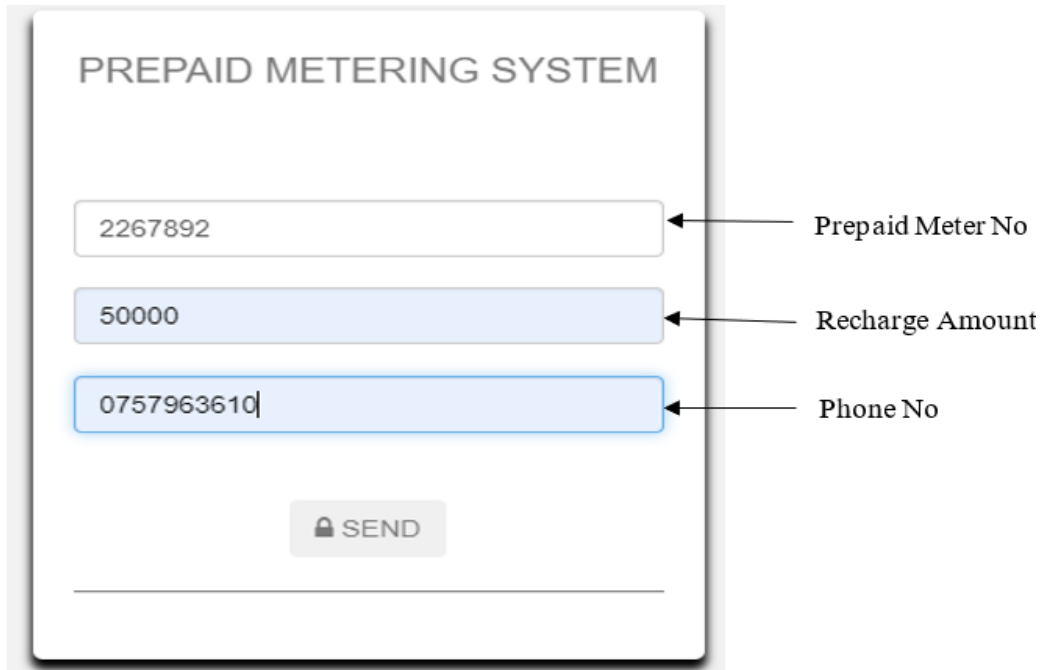 PREPAID METERING SYSTEM
2267892
Prepaid Meter No
50000
Recharge Amount
0757963610
Phone No
SEND